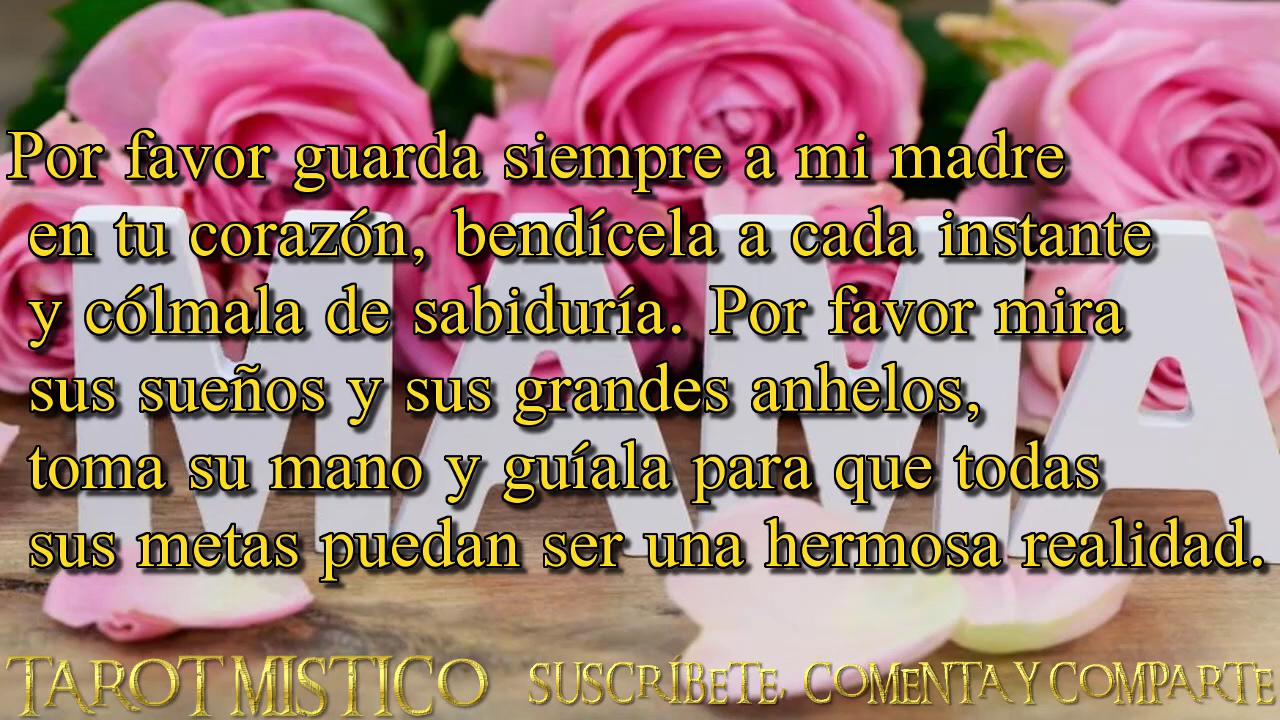 Por favor guarda siempre a mi madre
en tu corazón, bendícela a cada instante
y cólmala de sabiduría. Por favor mira
sus sueños y sus grandes anhelos,
toma su mano y guíala para que todas
sus metas puedan ser una hermosa realidad.
MAMA
TAROT MISTICO SUSCRIBETE, COMENTA Y COMPARTE